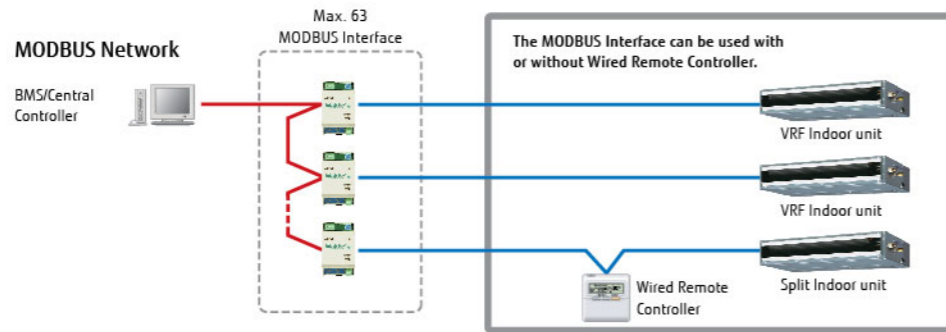 Max. 63
MODBUS Interface
MODBUS Network
The MODBUS Interface can be used with
or without Wired Remote Controller.
BMS/Central
Controller
VRF Indoor unit
VRF Indoor unit
Wired Remote
Controller
Split Indoor unit